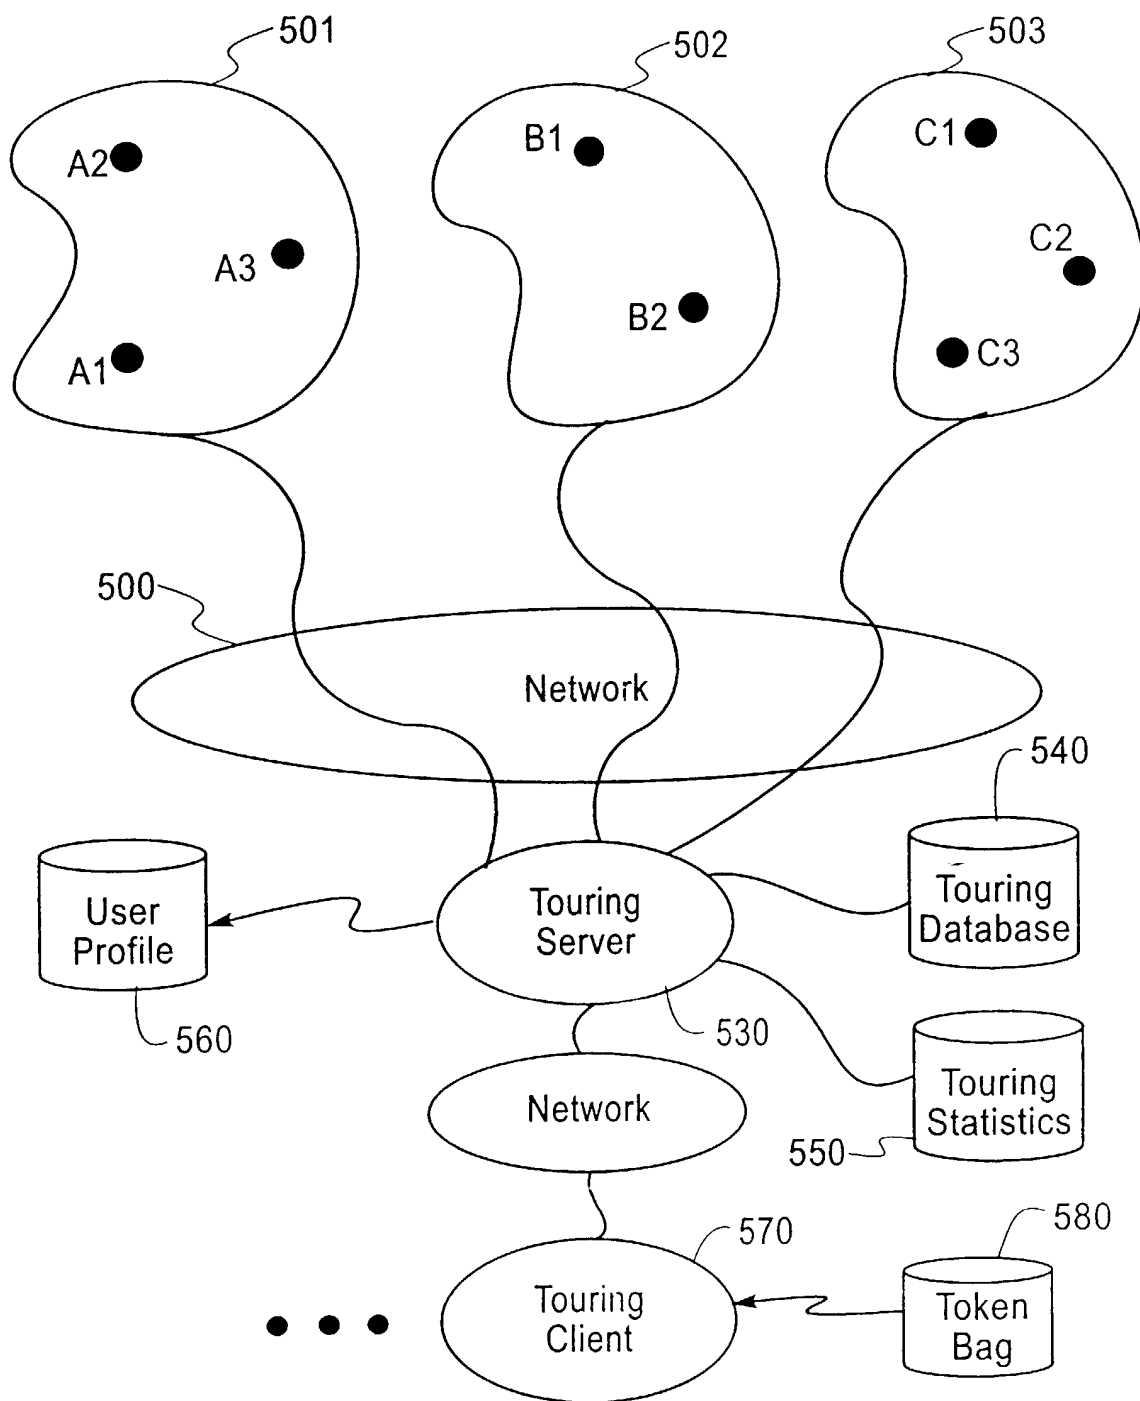 501
502
503
A2
A3
A1
B1
B2
C1
C2
C3
500
Network
540
User
Profile
560
Touring
Server
530
Touring
Database
Touring
Statistics
550
Network
570
580
Touring
Client
Token
Bag